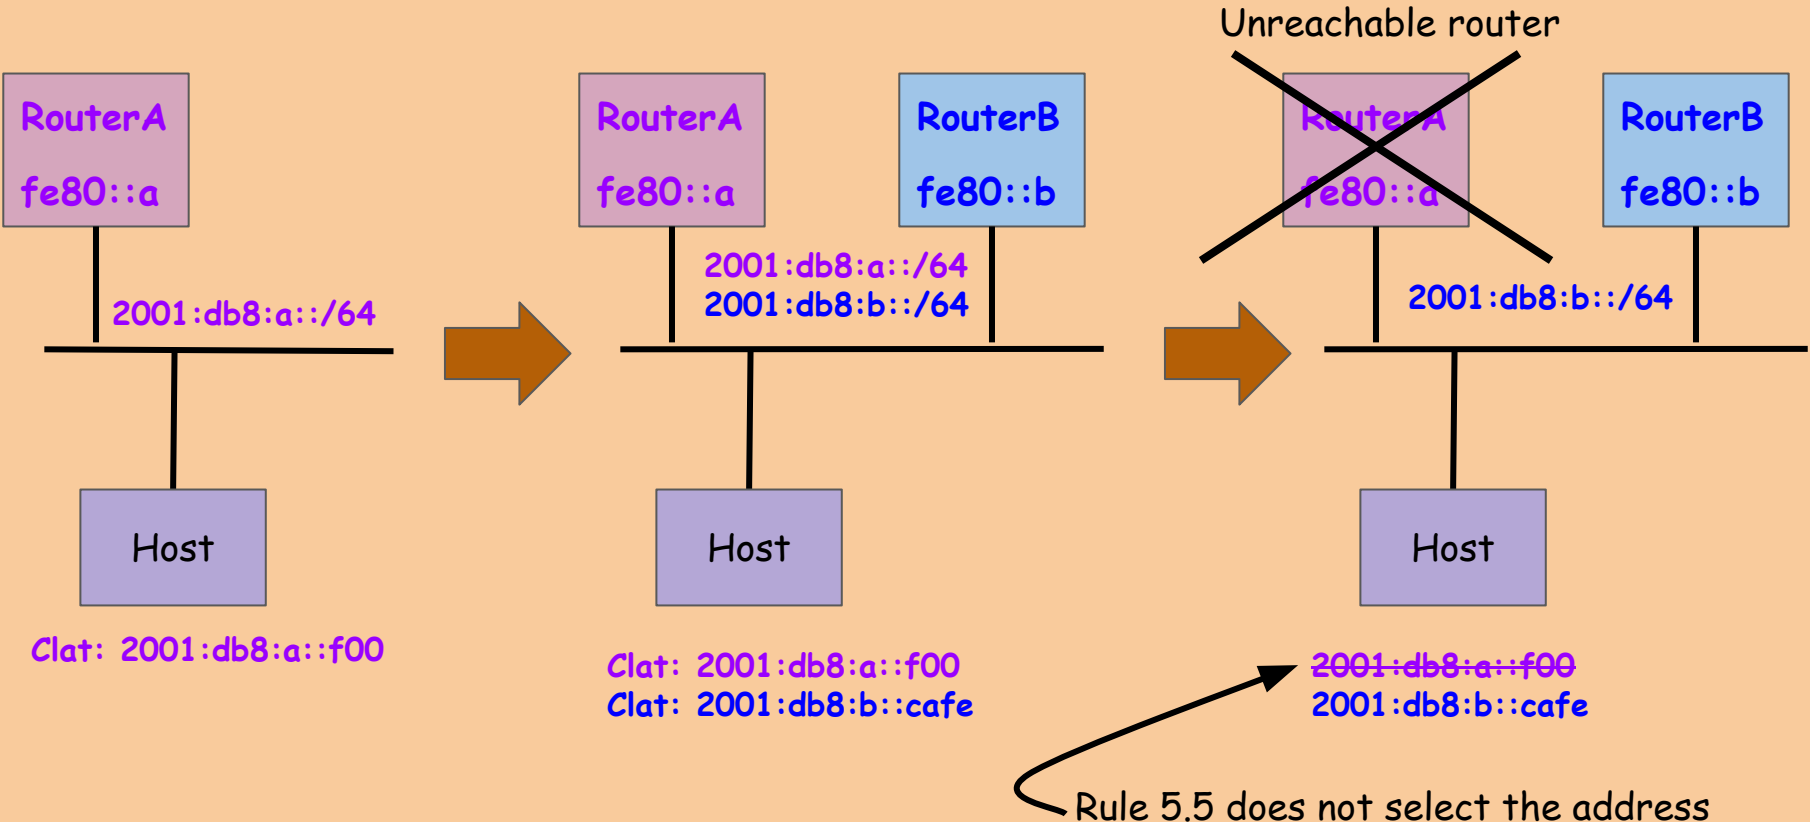 Unreachable router
RouterA
fe80::a
2001:db8:a::/64
Host
Clat: 2001:db8:a::f00
RouterA
fe80::a
RouterB
fe80::b
2001:db8:a::/64
2001:db8:b::/64
Host
Clat: 2001:db8:a::f00
Clat: 2001:db8:b::cafe
RouterA
fe80::a
RouterB
fe80::b
2001:db8:b::/64
Host
2001:db8:a::f00
2001:db8:b::cafe
Rule 5.5 does not select the address